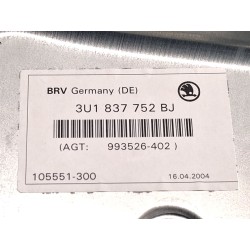 BRV Germany (DE)
3U1 837 752 BJ
(AGT: 993526-402 )
105551-300
16.04.2004